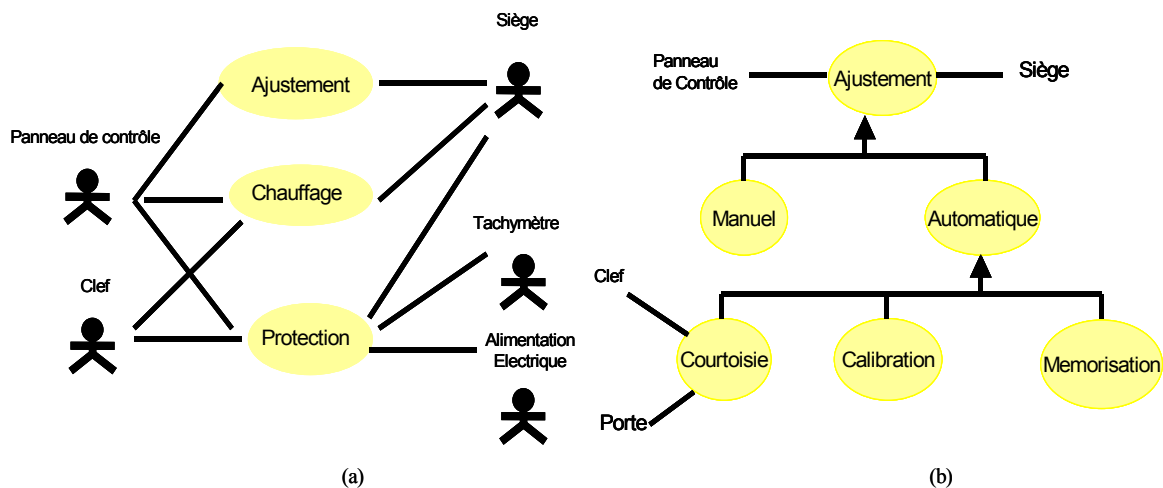 Siège
Ajustement
Panneau de contrôle
Chauffage
Tachymètre
Clef
Protection
Alimentation
Electrique
(a)
Panneau
de Contrôle
Ajustement
Siège
Manuel
Automatique
Clef
Courtoisie
Calibration
Memorisation
Porte
(b)